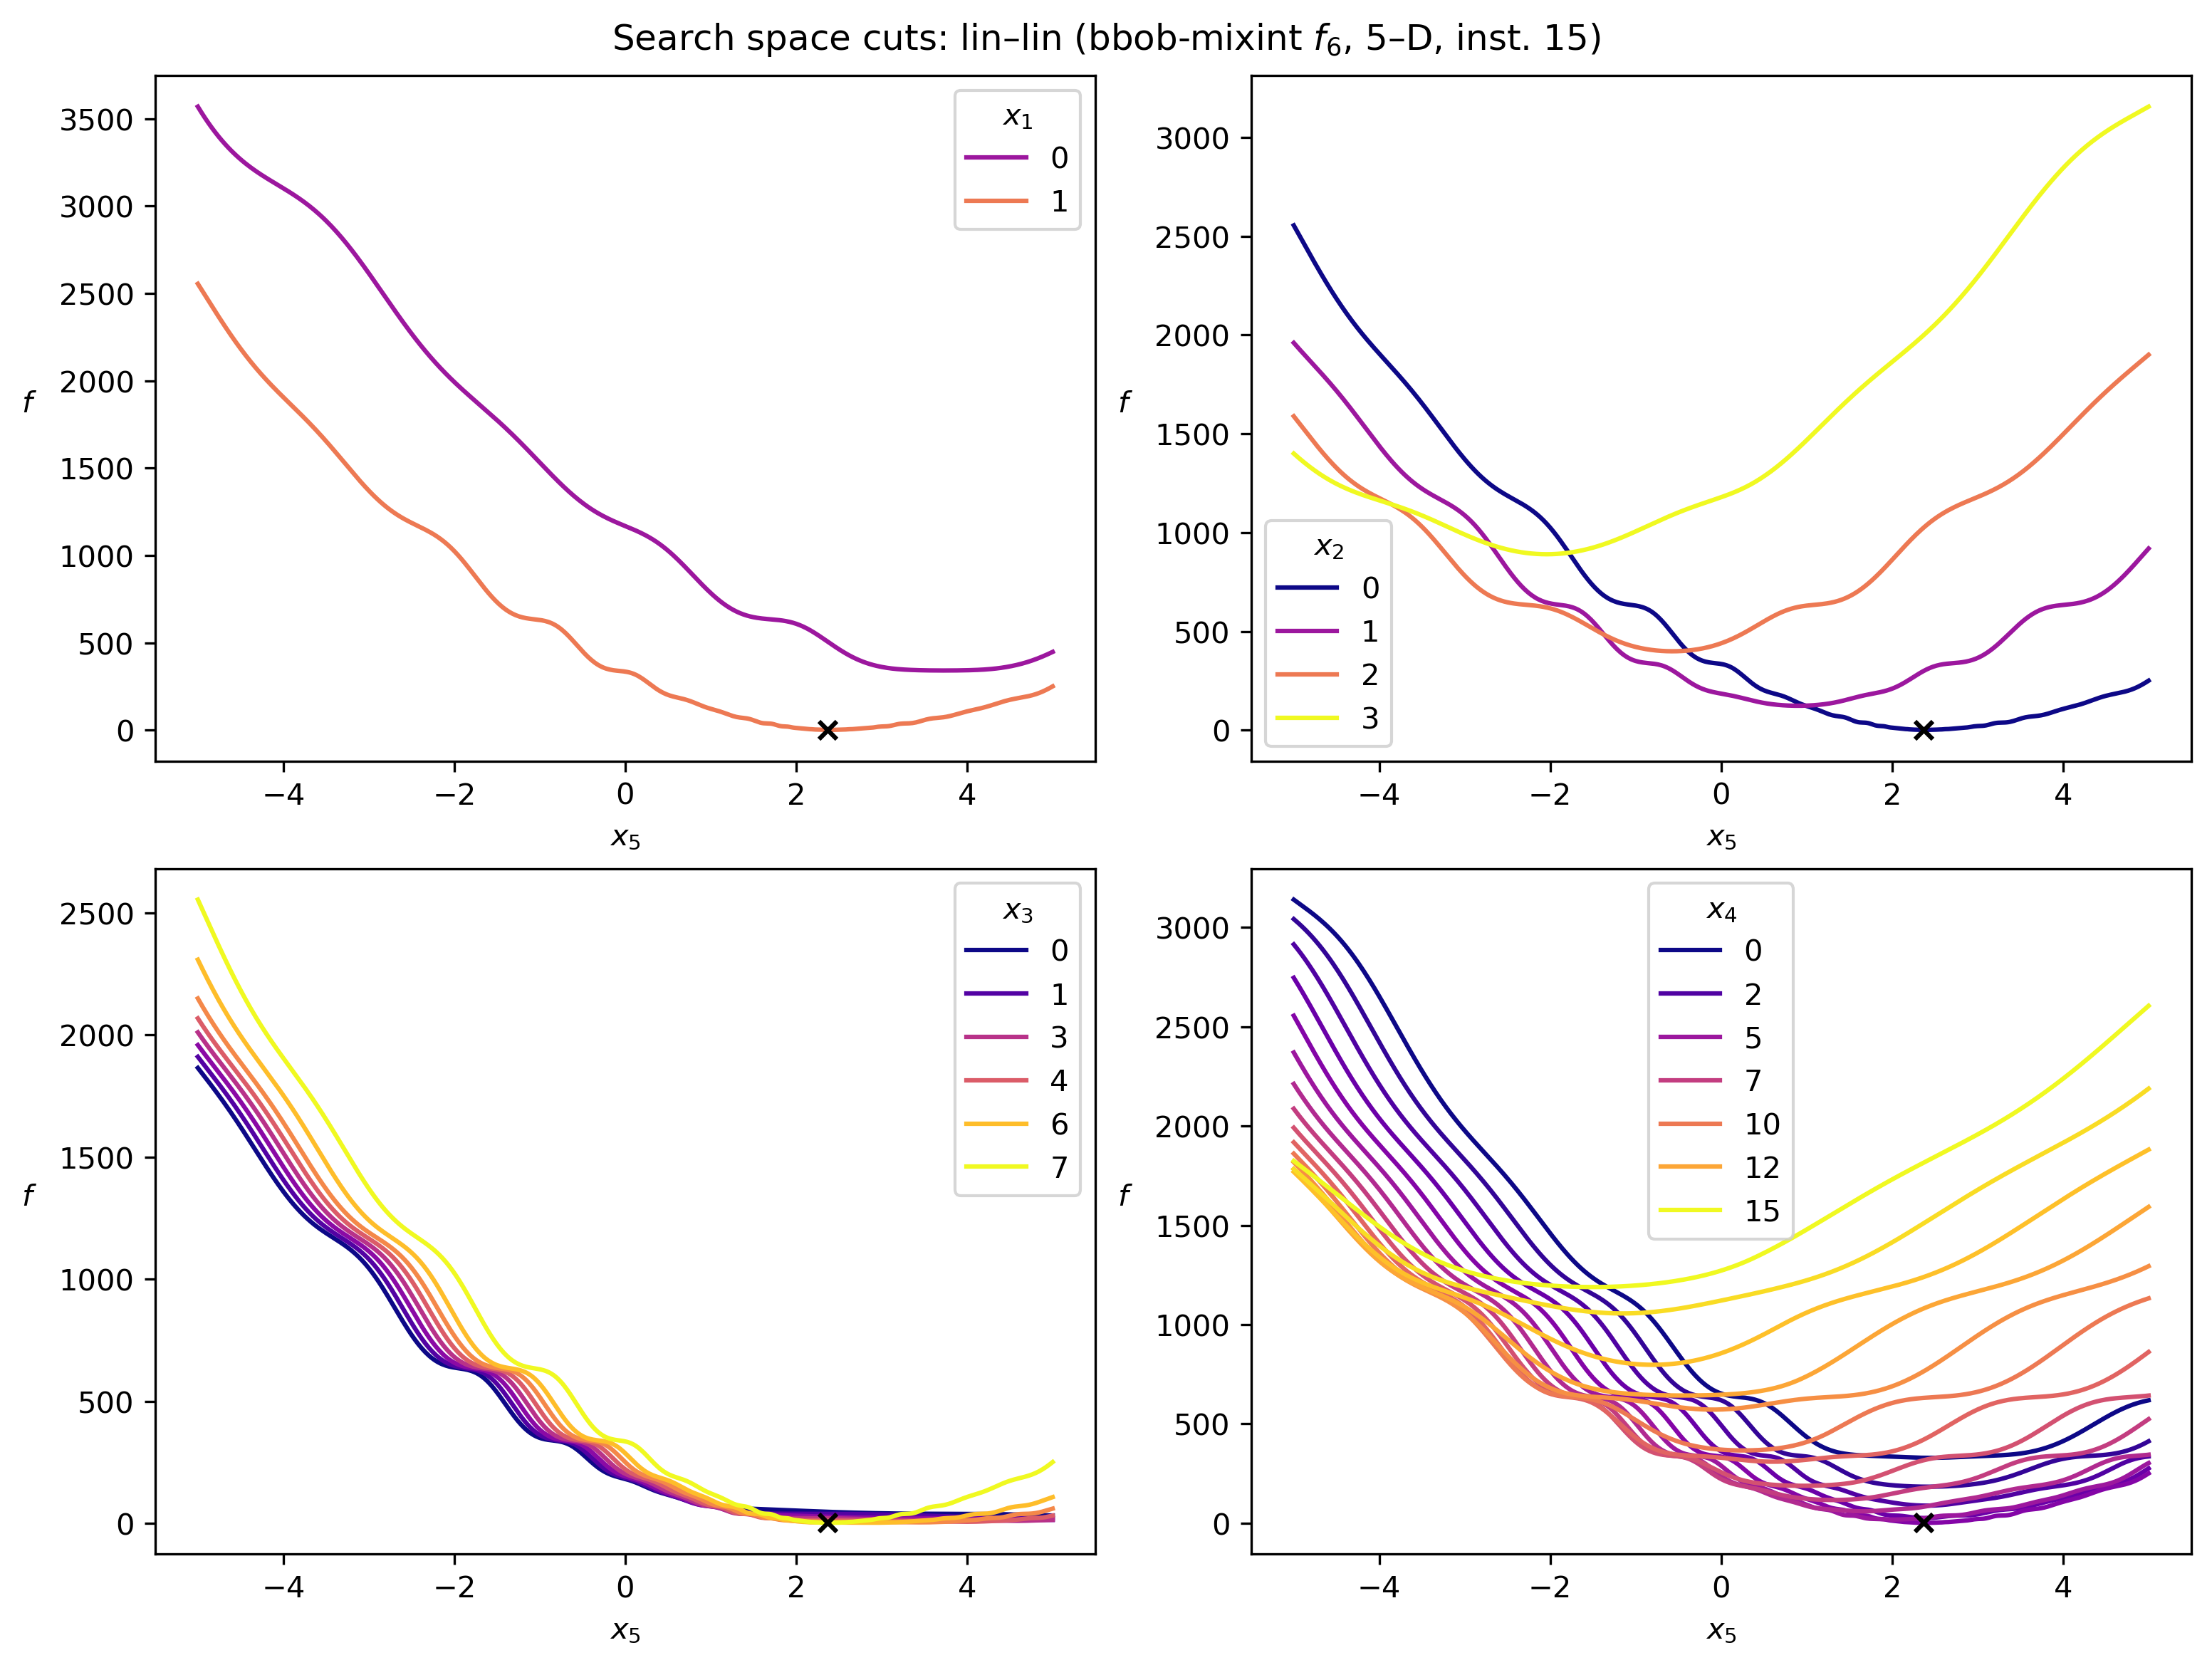 Search space cuts: lin–lin (bbob-mixint f₆, 5–D, inst. 15)
3500
3000
2500
2000
1500
1000
500
0
f
−4 −2 0 2 4
x₅
x₁
0
1
3000
2500
2000
1500
1000
500
0
f
−4 −2 0 2 4
x₅
x₂
0
1
2
3
2500
2000
1500
1000
500
0
f
−4 −2 0 2 4
x₅
x₃
0
1
3
4
6
7
3000
2500
2000
1500
1000
500
0
f
−4 −2 0 2 4
x₅
x₄
0
2
5
7
10
12
15